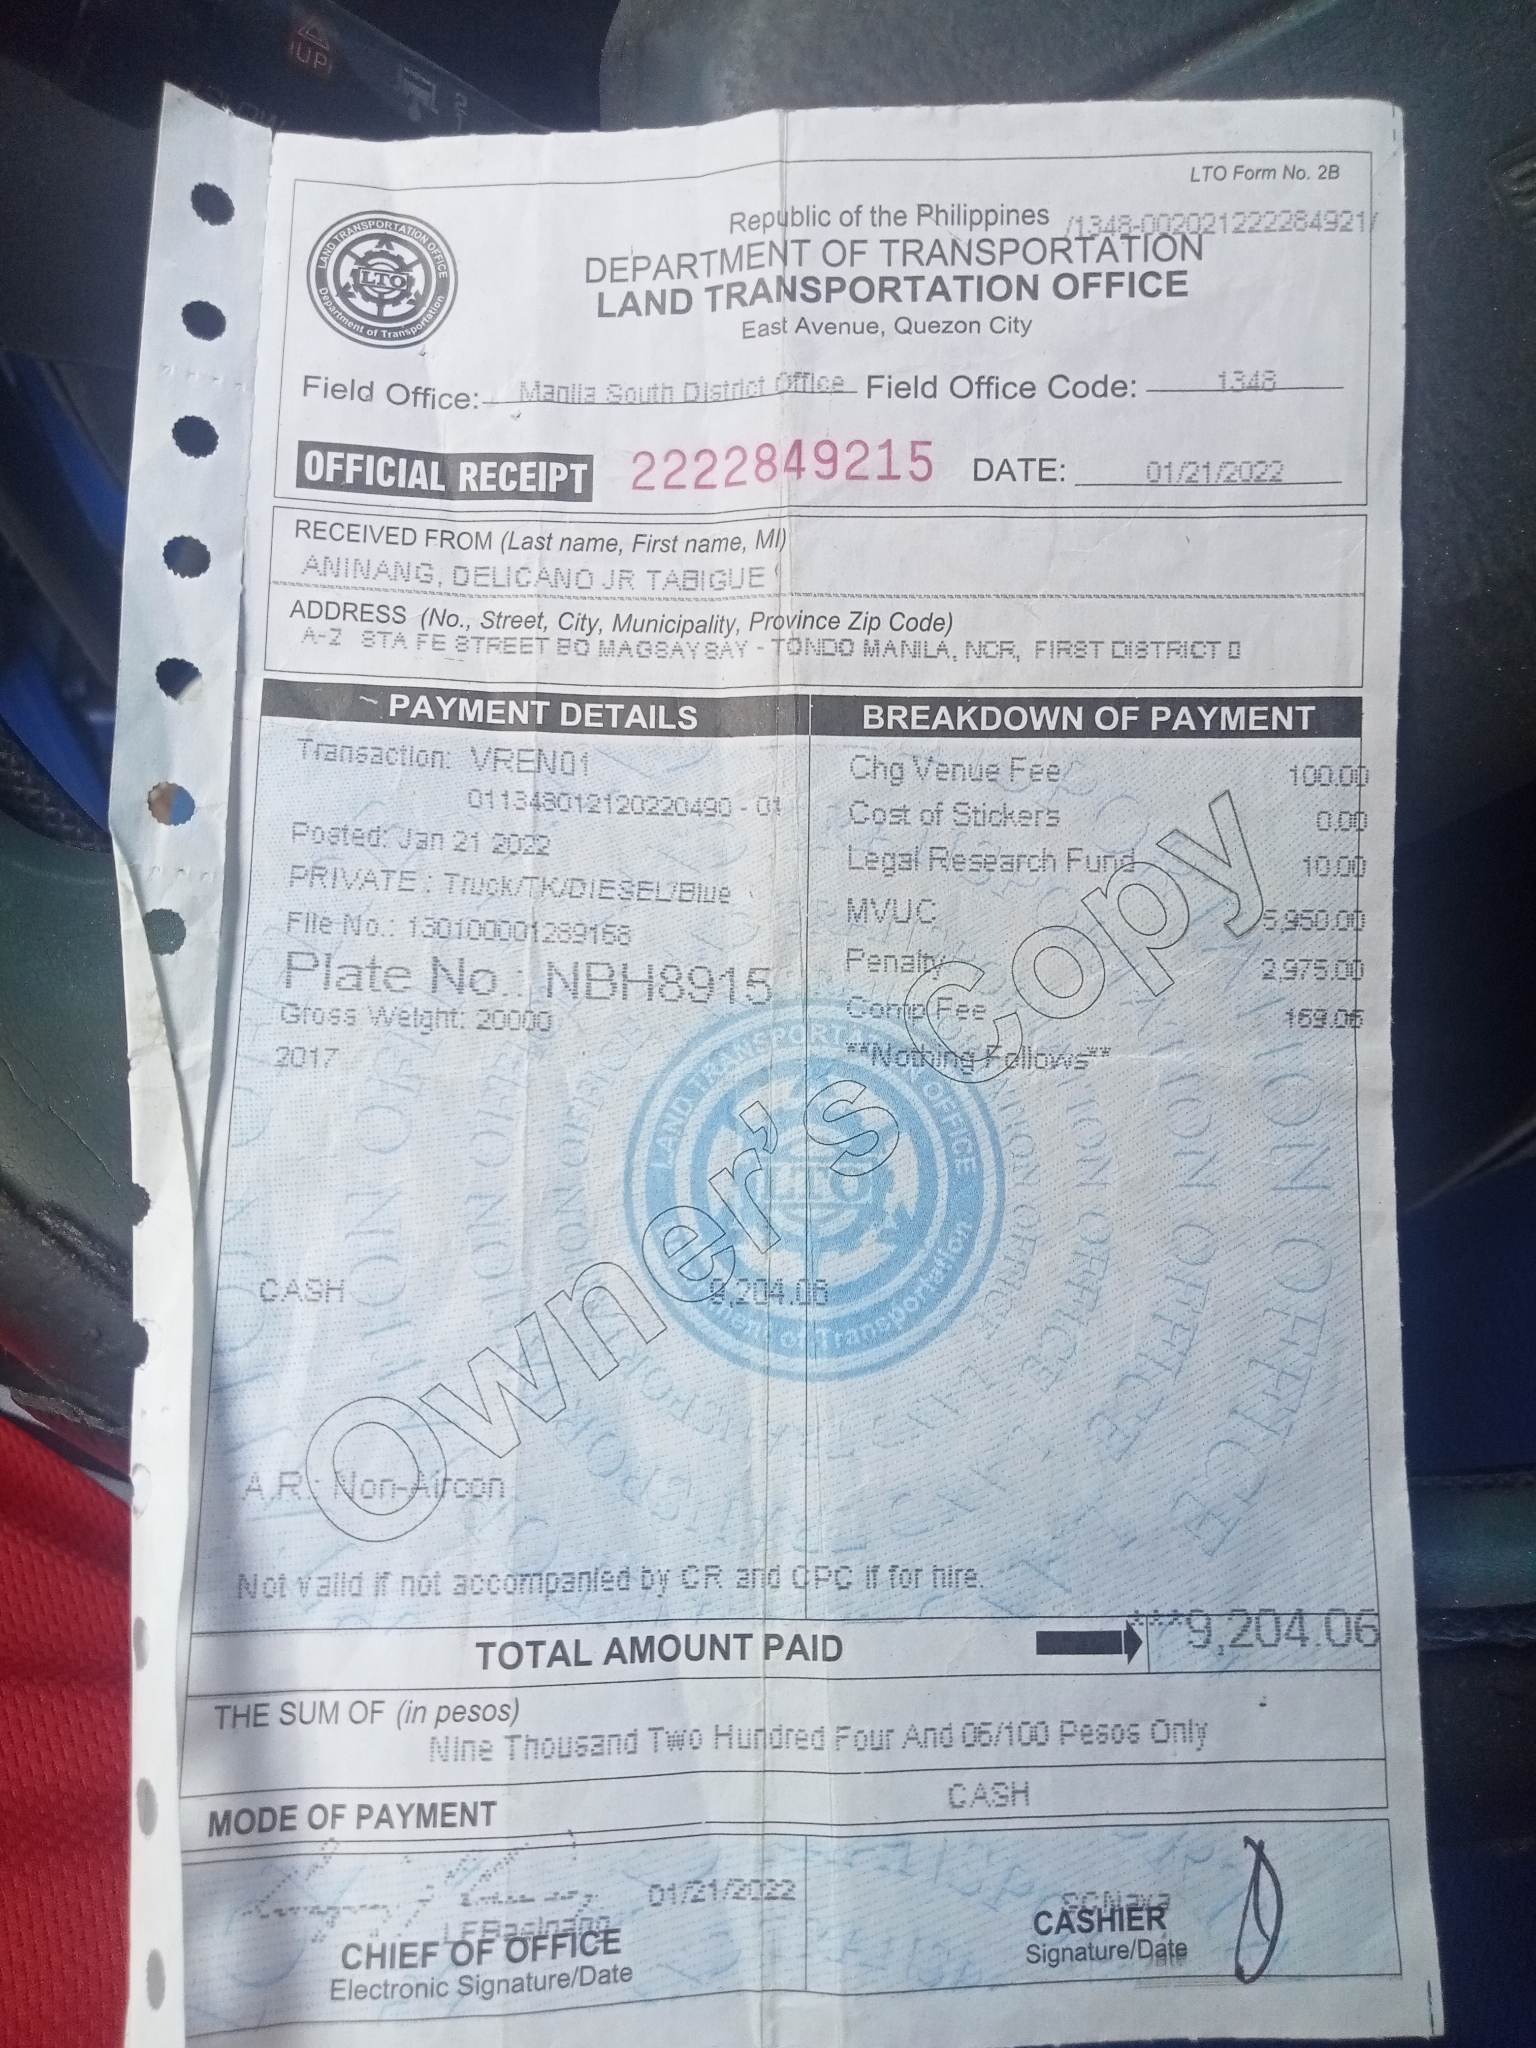 LTO Form No. 2B
Republic of the Philippines /1348-002021222284921/
DEPARTMENT OF TRANSPORTATION
LAND TRANSPORTATION OFFICE
East Avenue, Quezon City
LAND TRANSPORTATION OFFICE
LTO
Department of Transportation
Field Office: Manila South District Office Field Office Code: 1348
OFFICIAL RECEIPT 2222849215 DATE: 01/21/2022
RECEIVED FROM (Last name, First name, MI)
ANINANG, DELICANO JR TABIGUE
ADDRESS (No., Street, City, Municipality, Province Zip Code)
A-2 STA FE STREET BO MAGSAYSAY - TONDO MANILA, NCR, FIRST DISTRICT 0
PAYMENT DETAILS BREAKDOWN OF PAYMENT
Transaction: VREN01 Chg Venue Fee 100.00
011348012120220490 - 01 Cost of Stickers 0.00
Posted: Jan 21 2022 Legal Research Fund 10.00
PRIVATE : Truck/TK/DIESEL/Blue MVUC 5,950.00
File No.: 130100001289168 Penalty 2,975.00
Plate No.: NBH8915 Comp Fee 169.06
Gross Weight: 20000 **Nothing Follows**
2017
Owner's Copy
LAND TRANSPORTATION OFFICE
LTO
Department of Transportation
CASH 9,204.06
A.R.: Non-Aircon
Not valid if not accompanied by CR and CPC if for hire.
TOTAL AMOUNT PAID ***9,204.06
THE SUM OF (in pesos)
Nine Thousand Two Hundred Four And 06/100 Pesos Only
MODE OF PAYMENT CASH
01/21/2022
CHIEF OF OFFICE CASHIER
Electronic Signature/Date Signature/Date